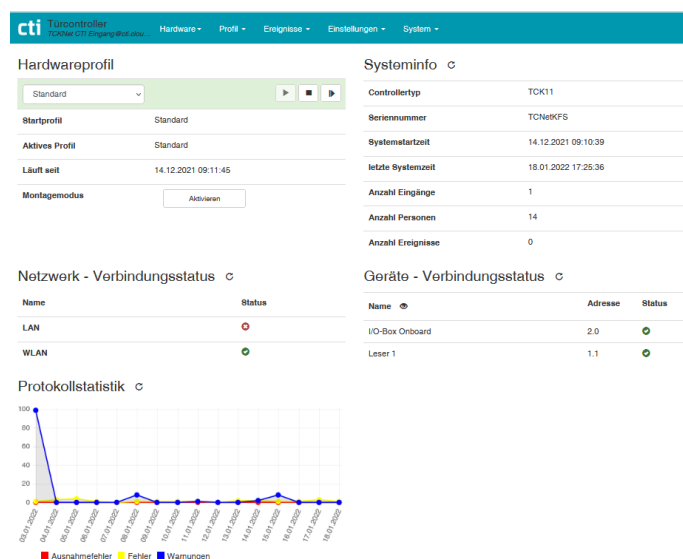 cti Türcontroller
TCKNet CTI Eingang@cti.clou...
Hardware Profil Ereignisse Einstellungen System
Hardwareprofil
Standard
Startprofil Standard
Aktives Profil Standard
Läuft seit 14.12.2021 09:11:45
Montagemodus Aktivieren
Systeminfo
Controllertyp TCK11
Seriennummer TCNetKFS
Systemstartzeit 14.12.2021 09:10:39
letzte Systemzeit 18.01.2022 17:25:36
Anzahl Eingänge 1
Anzahl Personen 14
Anzahl Ereignisse 0
Netzwerk - Verbindungsstatus
Name Status
LAN
WLAN
Geräte - Verbindungsstatus
Name Adresse Status
I/O-Box Onboard 2.0
Leser 1 1.1
Protokollstatistik
100
80
60
40
20
0
03.01.2022 04.01.2022 05.01.2022 06.01.2022 07.01.2022 08.01.2022 09.01.2022 10.01.2022 11.01.2022 12.01.2022 13.01.2022 14.01.2022 15.01.2022 16.01.2022 17.01.2022 18.01.2022
Ausnahmefehler Fehler Warnungen